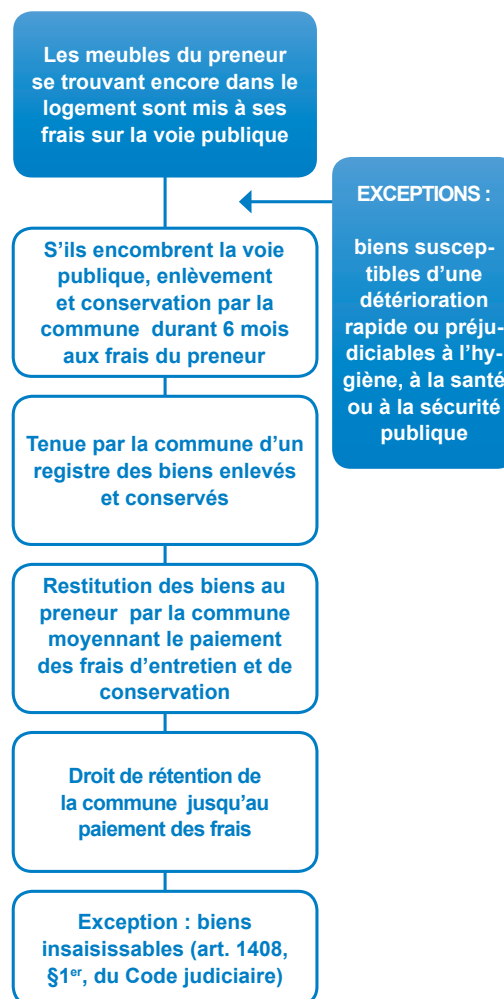 Les meubles du preneur
se trouvant encore dans le
logement sont mis à ses
frais sur la voie publique
EXCEPTIONS :
biens suscep-
tibles d'une
détérioration
rapide ou préju-
diciables à l'hy-
giène, à la santé
ou à la sécurité
publique
S'ils encombrent la voie
publique, enlèvement
et conservation par la
commune durant 6 mois
aux frais du preneur
Tenue par la commune d'un
registre des biens enlevés
et conservés
Restitution des biens au
preneur par la commune
moyennant le paiement
des frais d'entretien et de
conservation
Droit de rétention de
la commune jusqu'au
paiement des frais
Exception : biens
insaisissables (art. 1408,
§1er, du Code judiciaire)